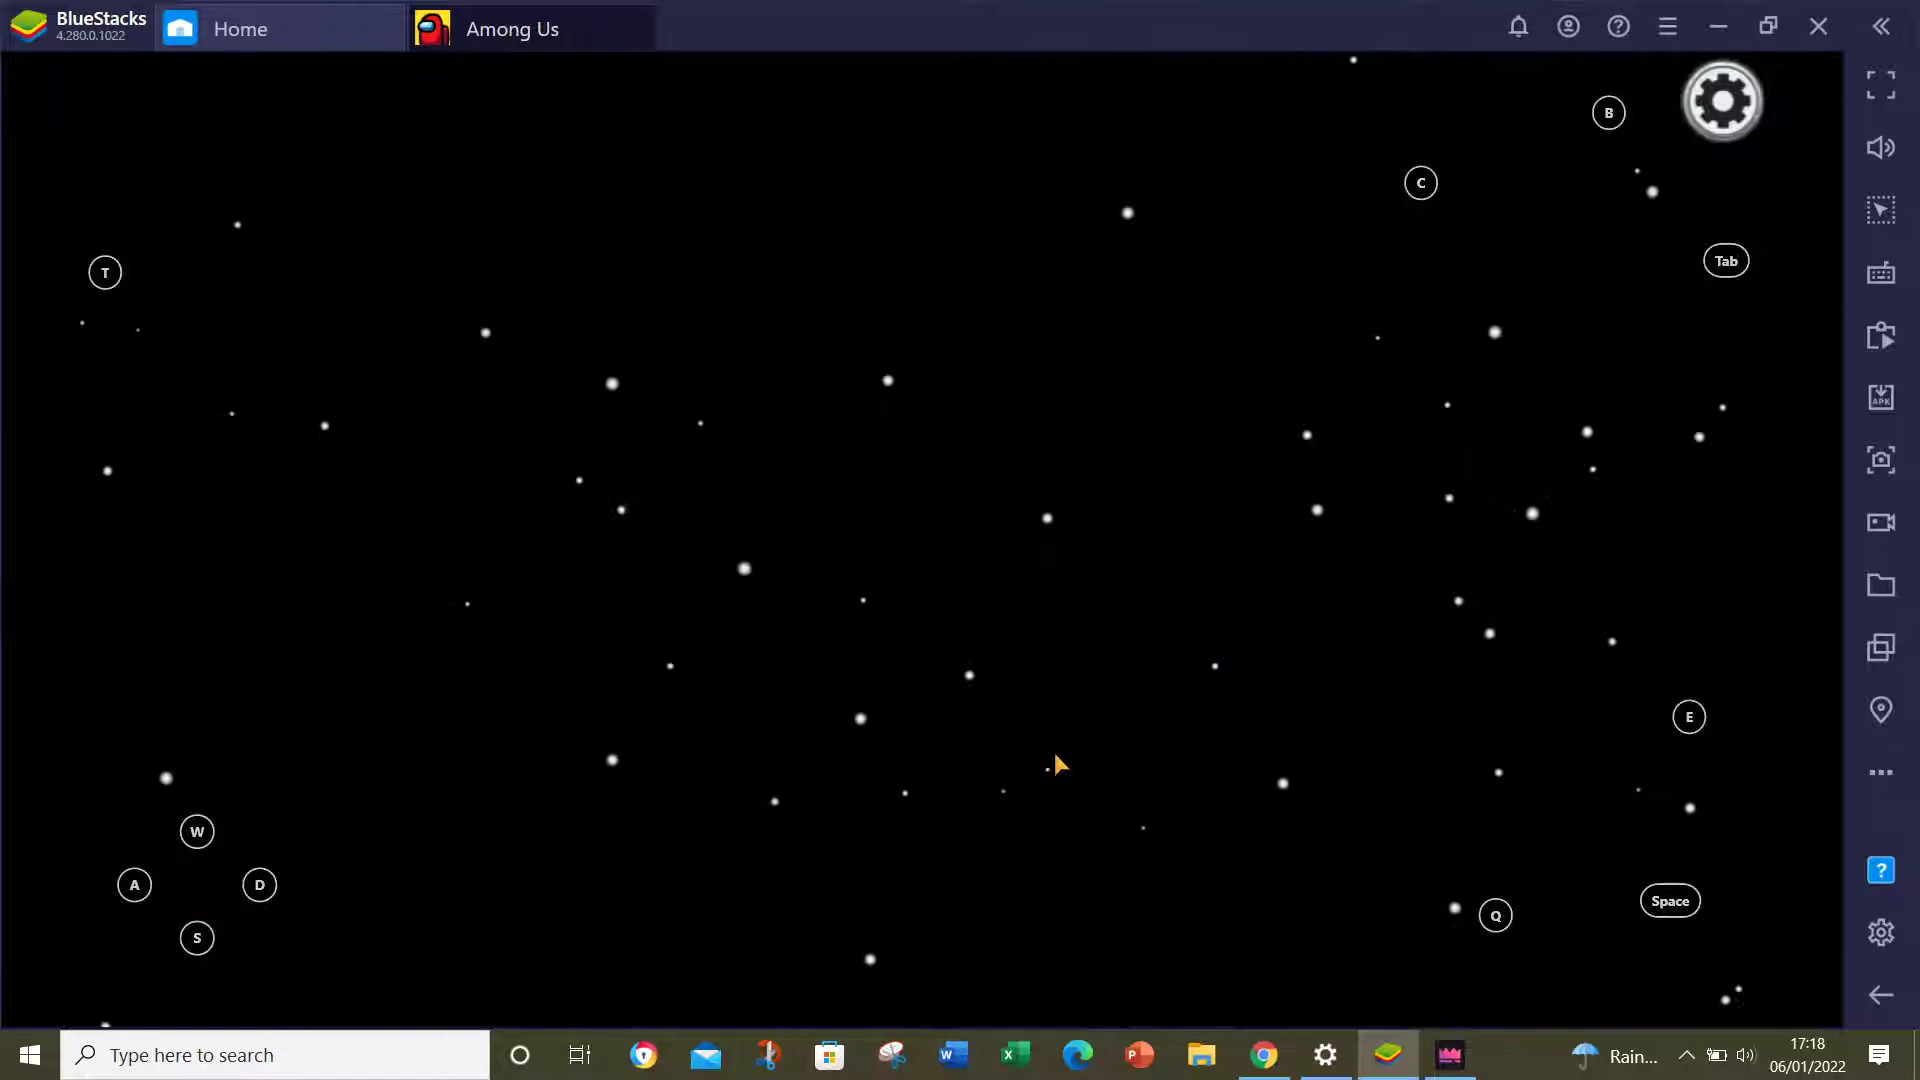 BlueStacks
4.280.0.1022
Home
Among Us
B
C
T
Tab
E
W
A
D
S
Q
Space
APK
?
Type here to search
Rain...
17:18
06/01/2022